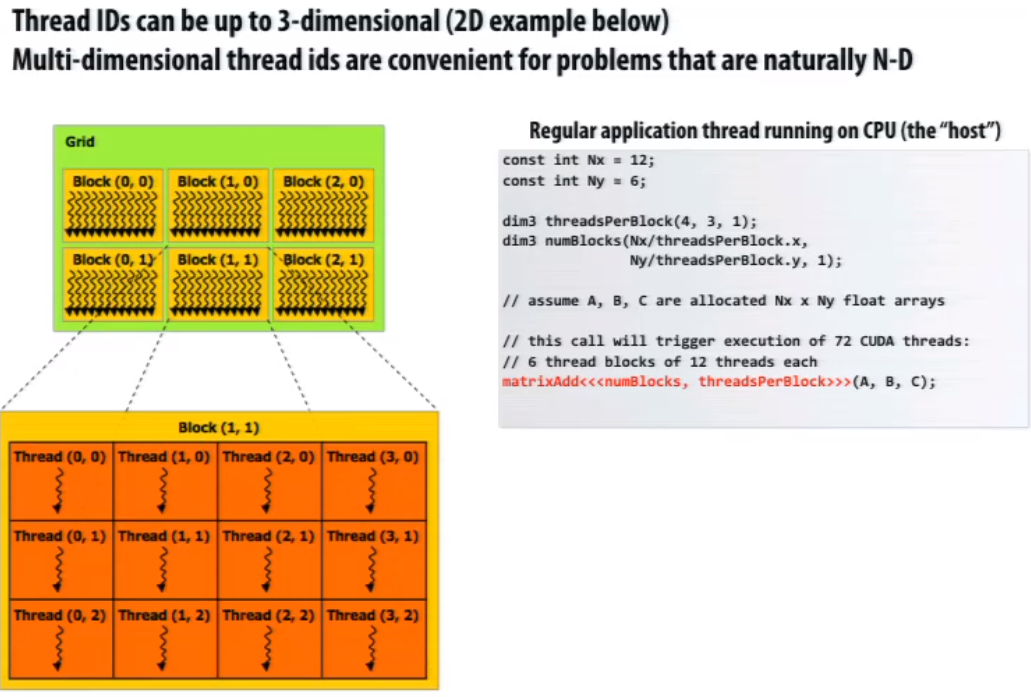 Thread IDs can be up to 3-dimensional (2D example below)
Multi-dimensional thread ids are convenient for problems that are naturally N-D
Grid
Block (0, 0) Block (1, 0) Block (2, 0)
Block (0, 1) Block (1, 1) Block (2, 1)
Block (1, 1)
Thread (0, 0) Thread (1, 0) Thread (2, 0) Thread (3, 0)
Thread (0, 1) Thread (1, 1) Thread (2, 1) Thread (3, 1)
Thread (0, 2) Thread (1, 2) Thread (2, 2) Thread (3, 2)
Regular application thread running on CPU (the “host”)
const int Nx = 12;
const int Ny = 6;
dim3 threadsPerBlock(4, 3, 1);
dim3 numBlocks(Nx/threadsPerBlock.x,
Ny/threadsPerBlock.y, 1);
// assume A, B, C are allocated Nx x Ny float arrays
// this call will trigger execution of 72 CUDA threads:
// 6 thread blocks of 12 threads each
matrixAdd<<<numBlocks, threadsPerBlock>>>(A, B, C);